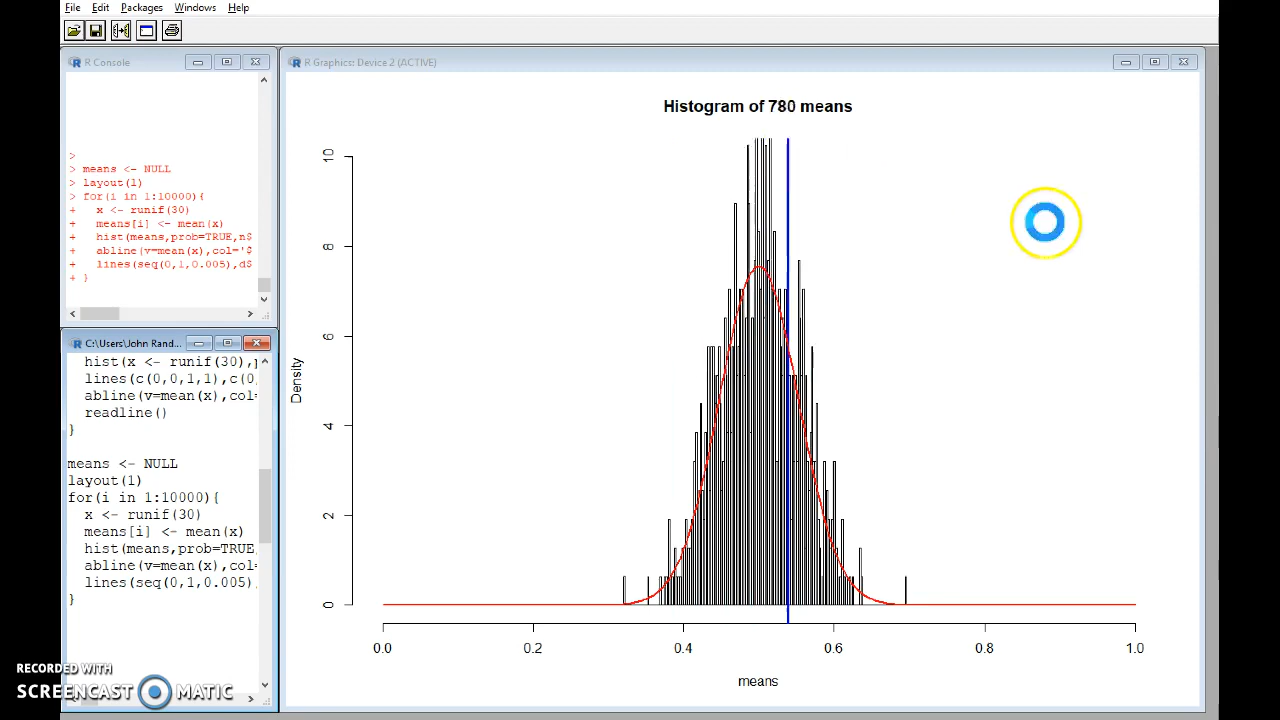 File Edit Packages Windows Help
R Console
>
> means <- NULL
> layout(1)
> for(i in 1:10000){
+ x <- runif(30)
+ means[i] <- mean(x)
+ hist(means,prob=TRUE,n$
+ abline(v=mean(x),col='$
+ lines(seq(0,1,0.005),d$
+ }
C:\Users\John Rand...
hist(x <- runif(30),
lines(c(0,0,1,1),c(0,
abline(v=mean(x),col=
readline()
}
means <- NULL
layout(1)
for(i in 1:10000){
x <- runif(30)
means[i] <- mean(x)
hist(means,prob=TRUE,
abline(v=mean(x),col=
lines(seq(0,1,0.005),
}
R Graphics: Device 2 (ACTIVE)
Histogram of 780 means
Density
10
8
6
4
2
0
0.0 0.2 0.4 0.6 0.8 1.0
means
RECORDED WITH
SCREENCAST MATIC